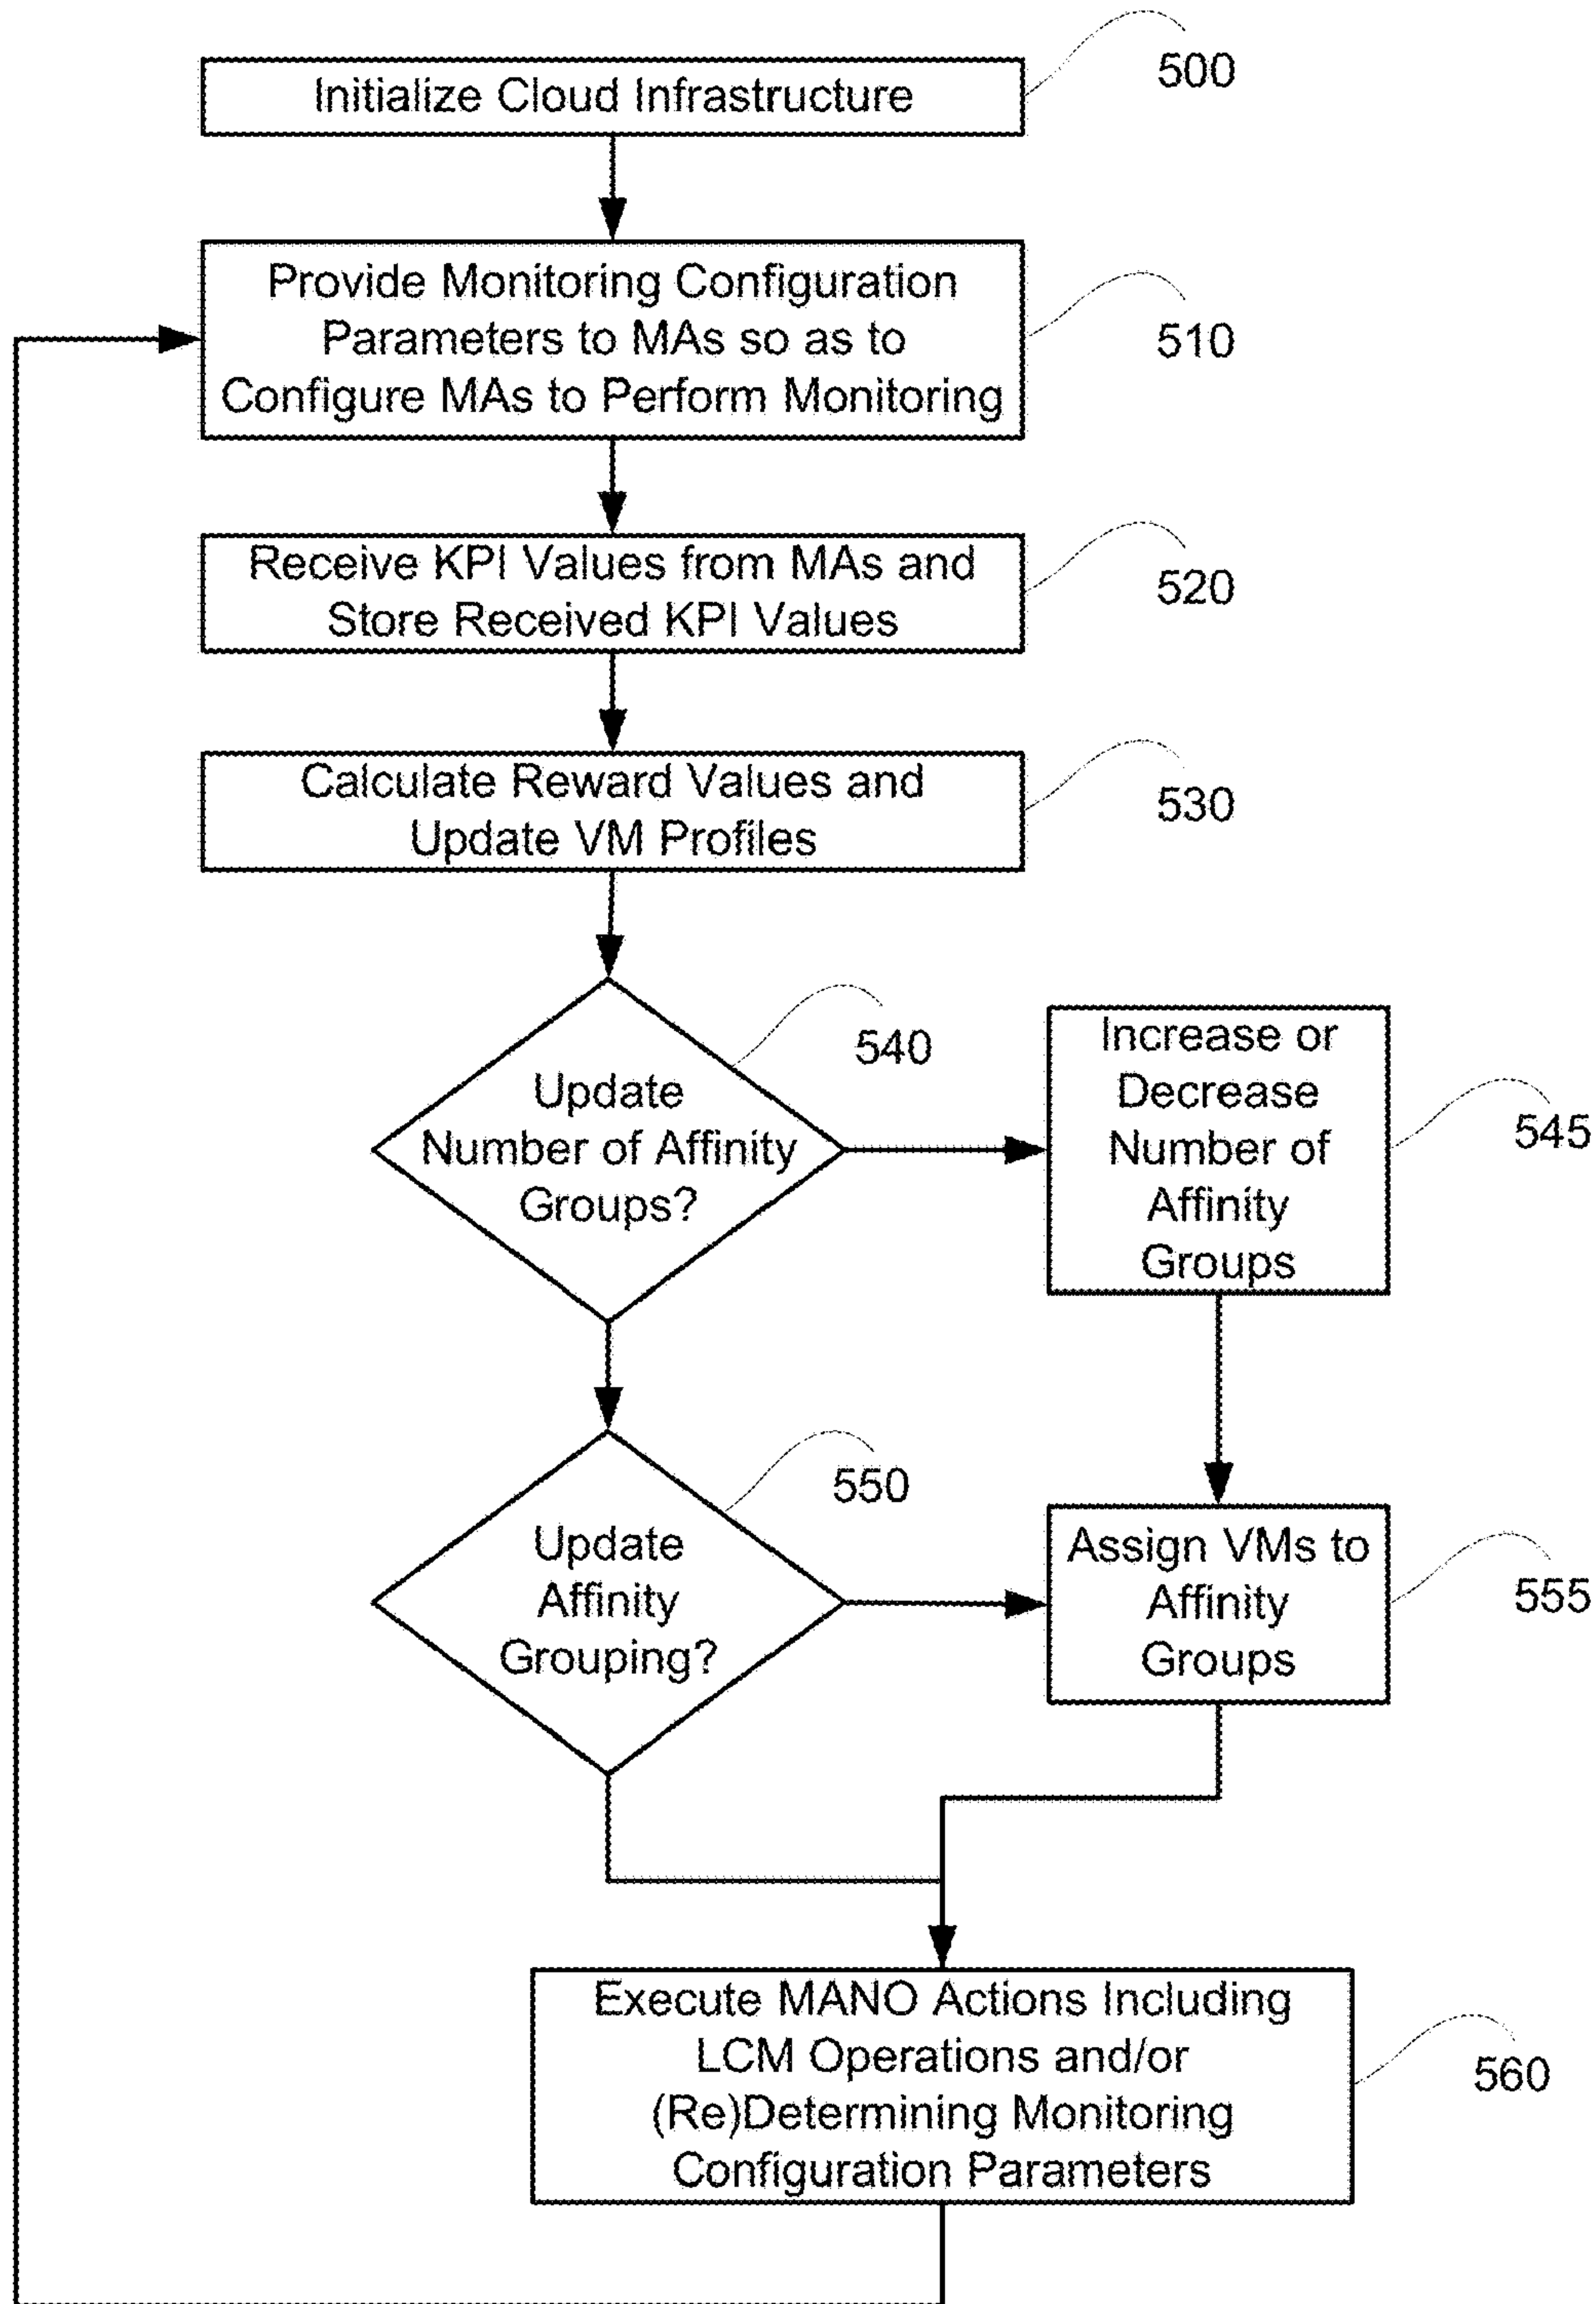 Initialize Cloud Infrastructure
500
Provide Monitoring Configuration
Parameters to MAs so as to
Configure MAs to Perform Monitoring
510
Receive KPI Values from MAs and
Store Received KPI Values
520
Calculate Reward Values and
Update VM Profiles
530
Update
Number of Affinity
Groups?
540
Increase or
Decrease
Number of
Affinity
Groups
545
Update
Affinity
Grouping?
550
Assign VMs to
Affinity
Groups
555
Execute MANO Actions Including
LCM Operations and/or
(Re)Determining Monitoring
Configuration Parameters
560